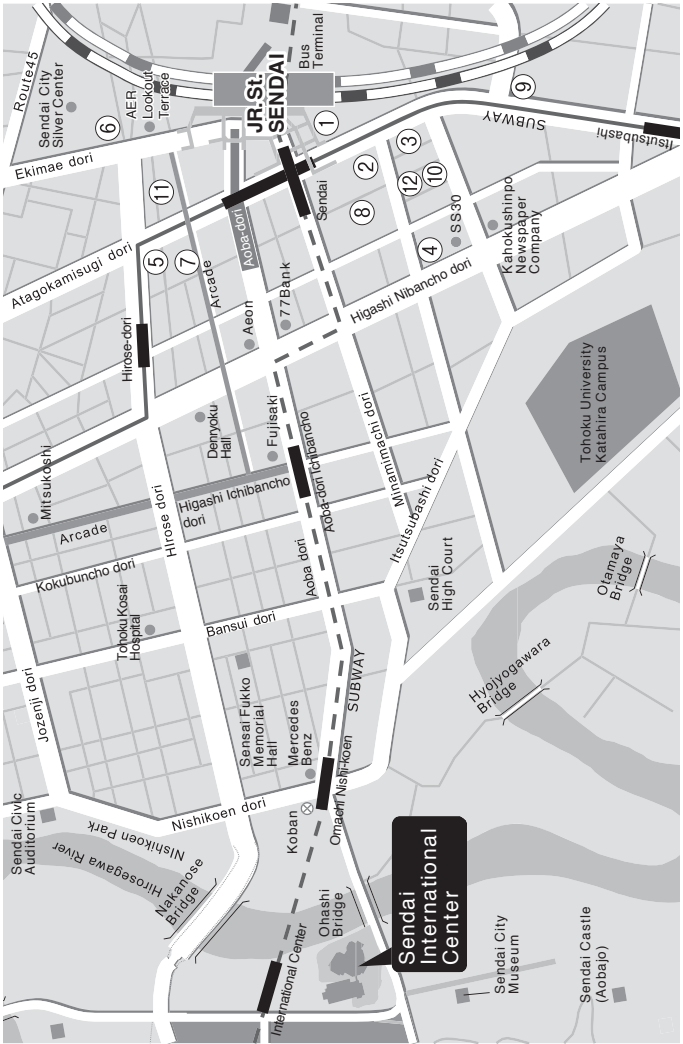 Route45
Sendai City
Silver Center
AER
Lookout
Terrace
Bus
Terminal
JR. St.
SENDAI
Ekimae dori
⑥
①
⑨
SUBWAY
Itsutsubashi
⑪
②
③
⑫
⑩
⑧
Sendai
SS30
④
Kahokushinpo
Newspaper
Company
Atagokamisugi dori
⑤
⑦
Arcade
Aoba-dori
Hirose-dori
Aeon
77Bank
Higashi Nibancho dori
Mitsukoshi
Denryoku
Hall
Fujisaki
Minamimachi dori
Tohoku University
Katahira Campus
Arcade
Hirose dori
Higashi Ichibancho
dori
Aoba-dori Ichibancho
Itsutsubashi dori
Kokubuncho dori
Aoba dori
Tohoku Kosai
Hospital
Bansui dori
Sendai
High Court
Otamaya
Bridge
Jozenji dori
Sensai Fukko
Memorial
Hall
Mercedes
Benz
SUBWAY
Hyojyogawara
Bridge
Sendai Civic
Auditorium
Nishikoen Park
Nishikoen dori
Koban
Omachi Nishi-koen
Hirosegawa River
Nakanose
Bridge
Ohashi
Bridge
Sendai
International
Center
International Center
Sendai City
Museum
Sendai Castle
(Aobajo)